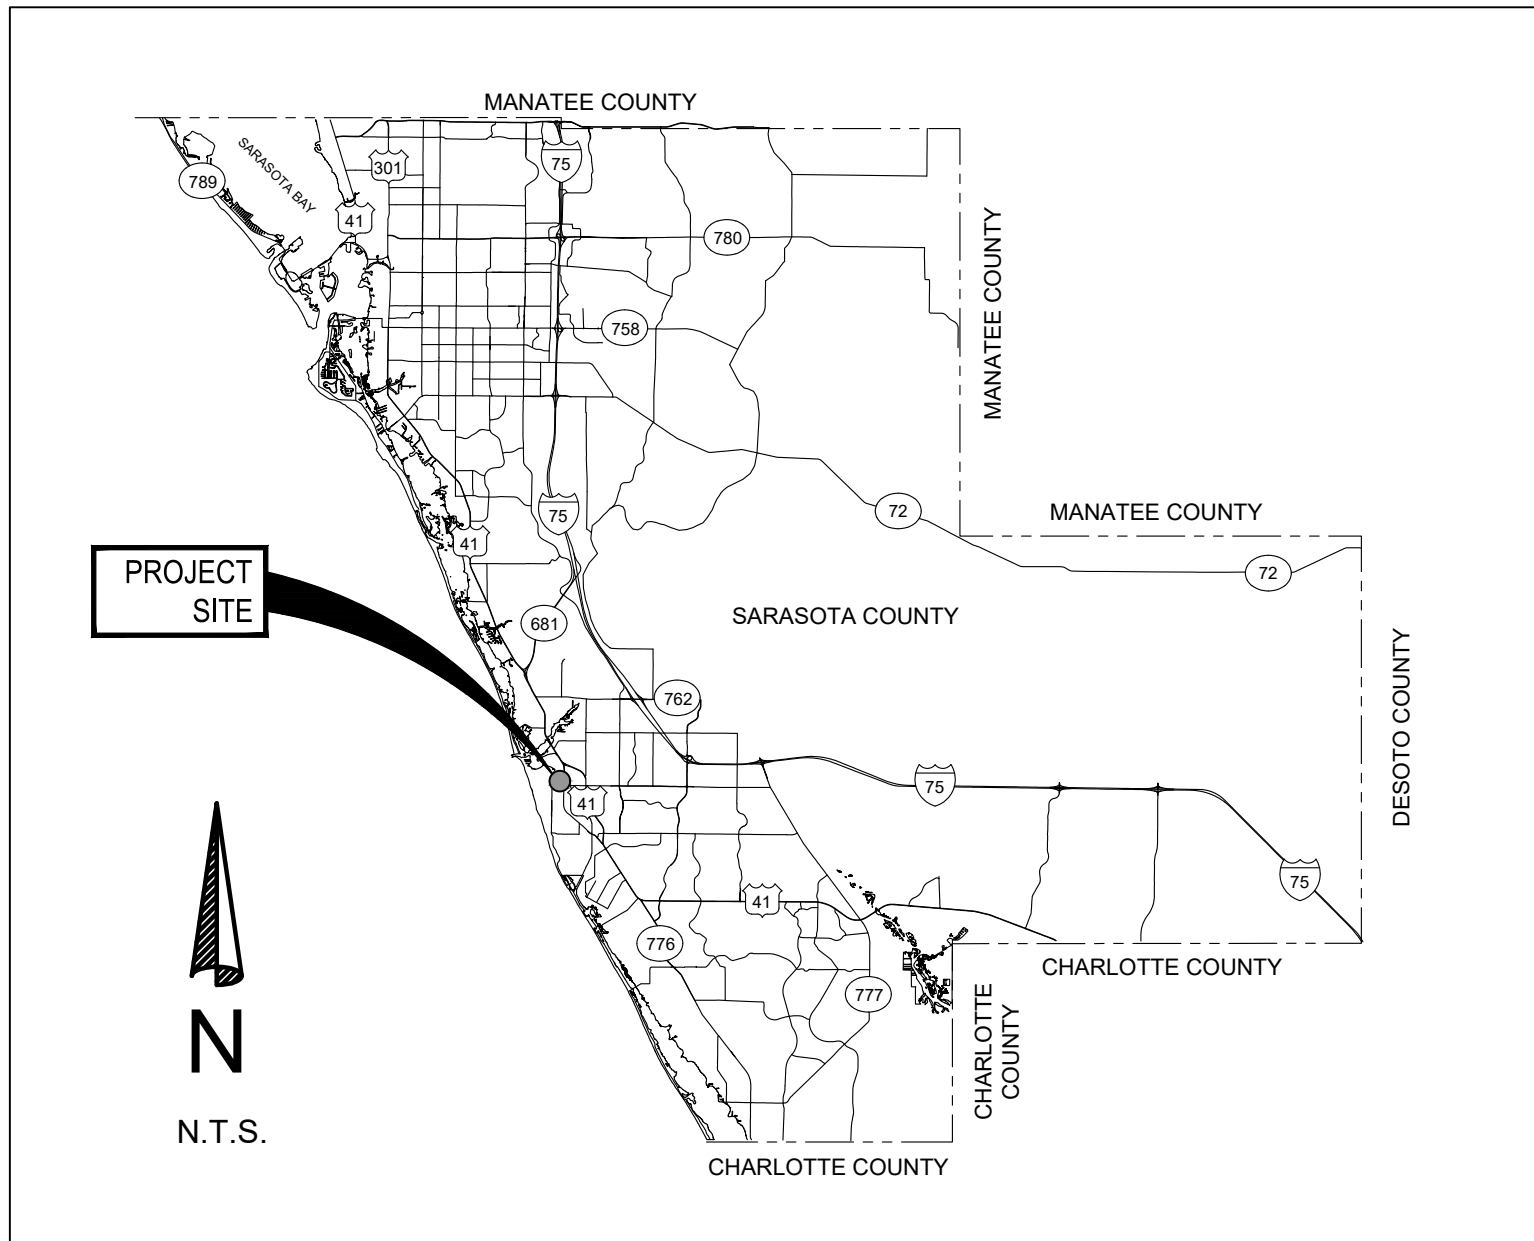 MANATEE COUNTY
301
75
SARASOTA BAY
789
41
780
MANATEE COUNTY
758
72
75
MANATEE COUNTY
41
PROJECT
SITE
72
SARASOTA COUNTY
681
762
DESOTO COUNTY
75
41
75
41
776
CHARLOTTE COUNTY
777
CHARLOTTE
COUNTY
N
N.T.S.
CHARLOTTE COUNTY